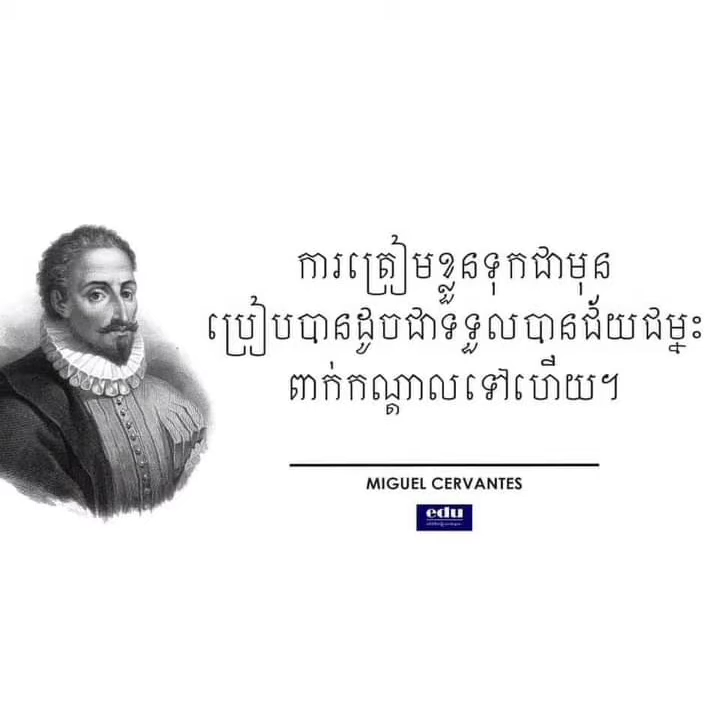 ការត្រៀមខ្លួនទុកជាមុន
ប្រៀបបានដូចជាទទួលបានជ័យជម្នះ
ពាក់កណ្តាលទៅហើយ។
MIGUEL CERVANTES
edu